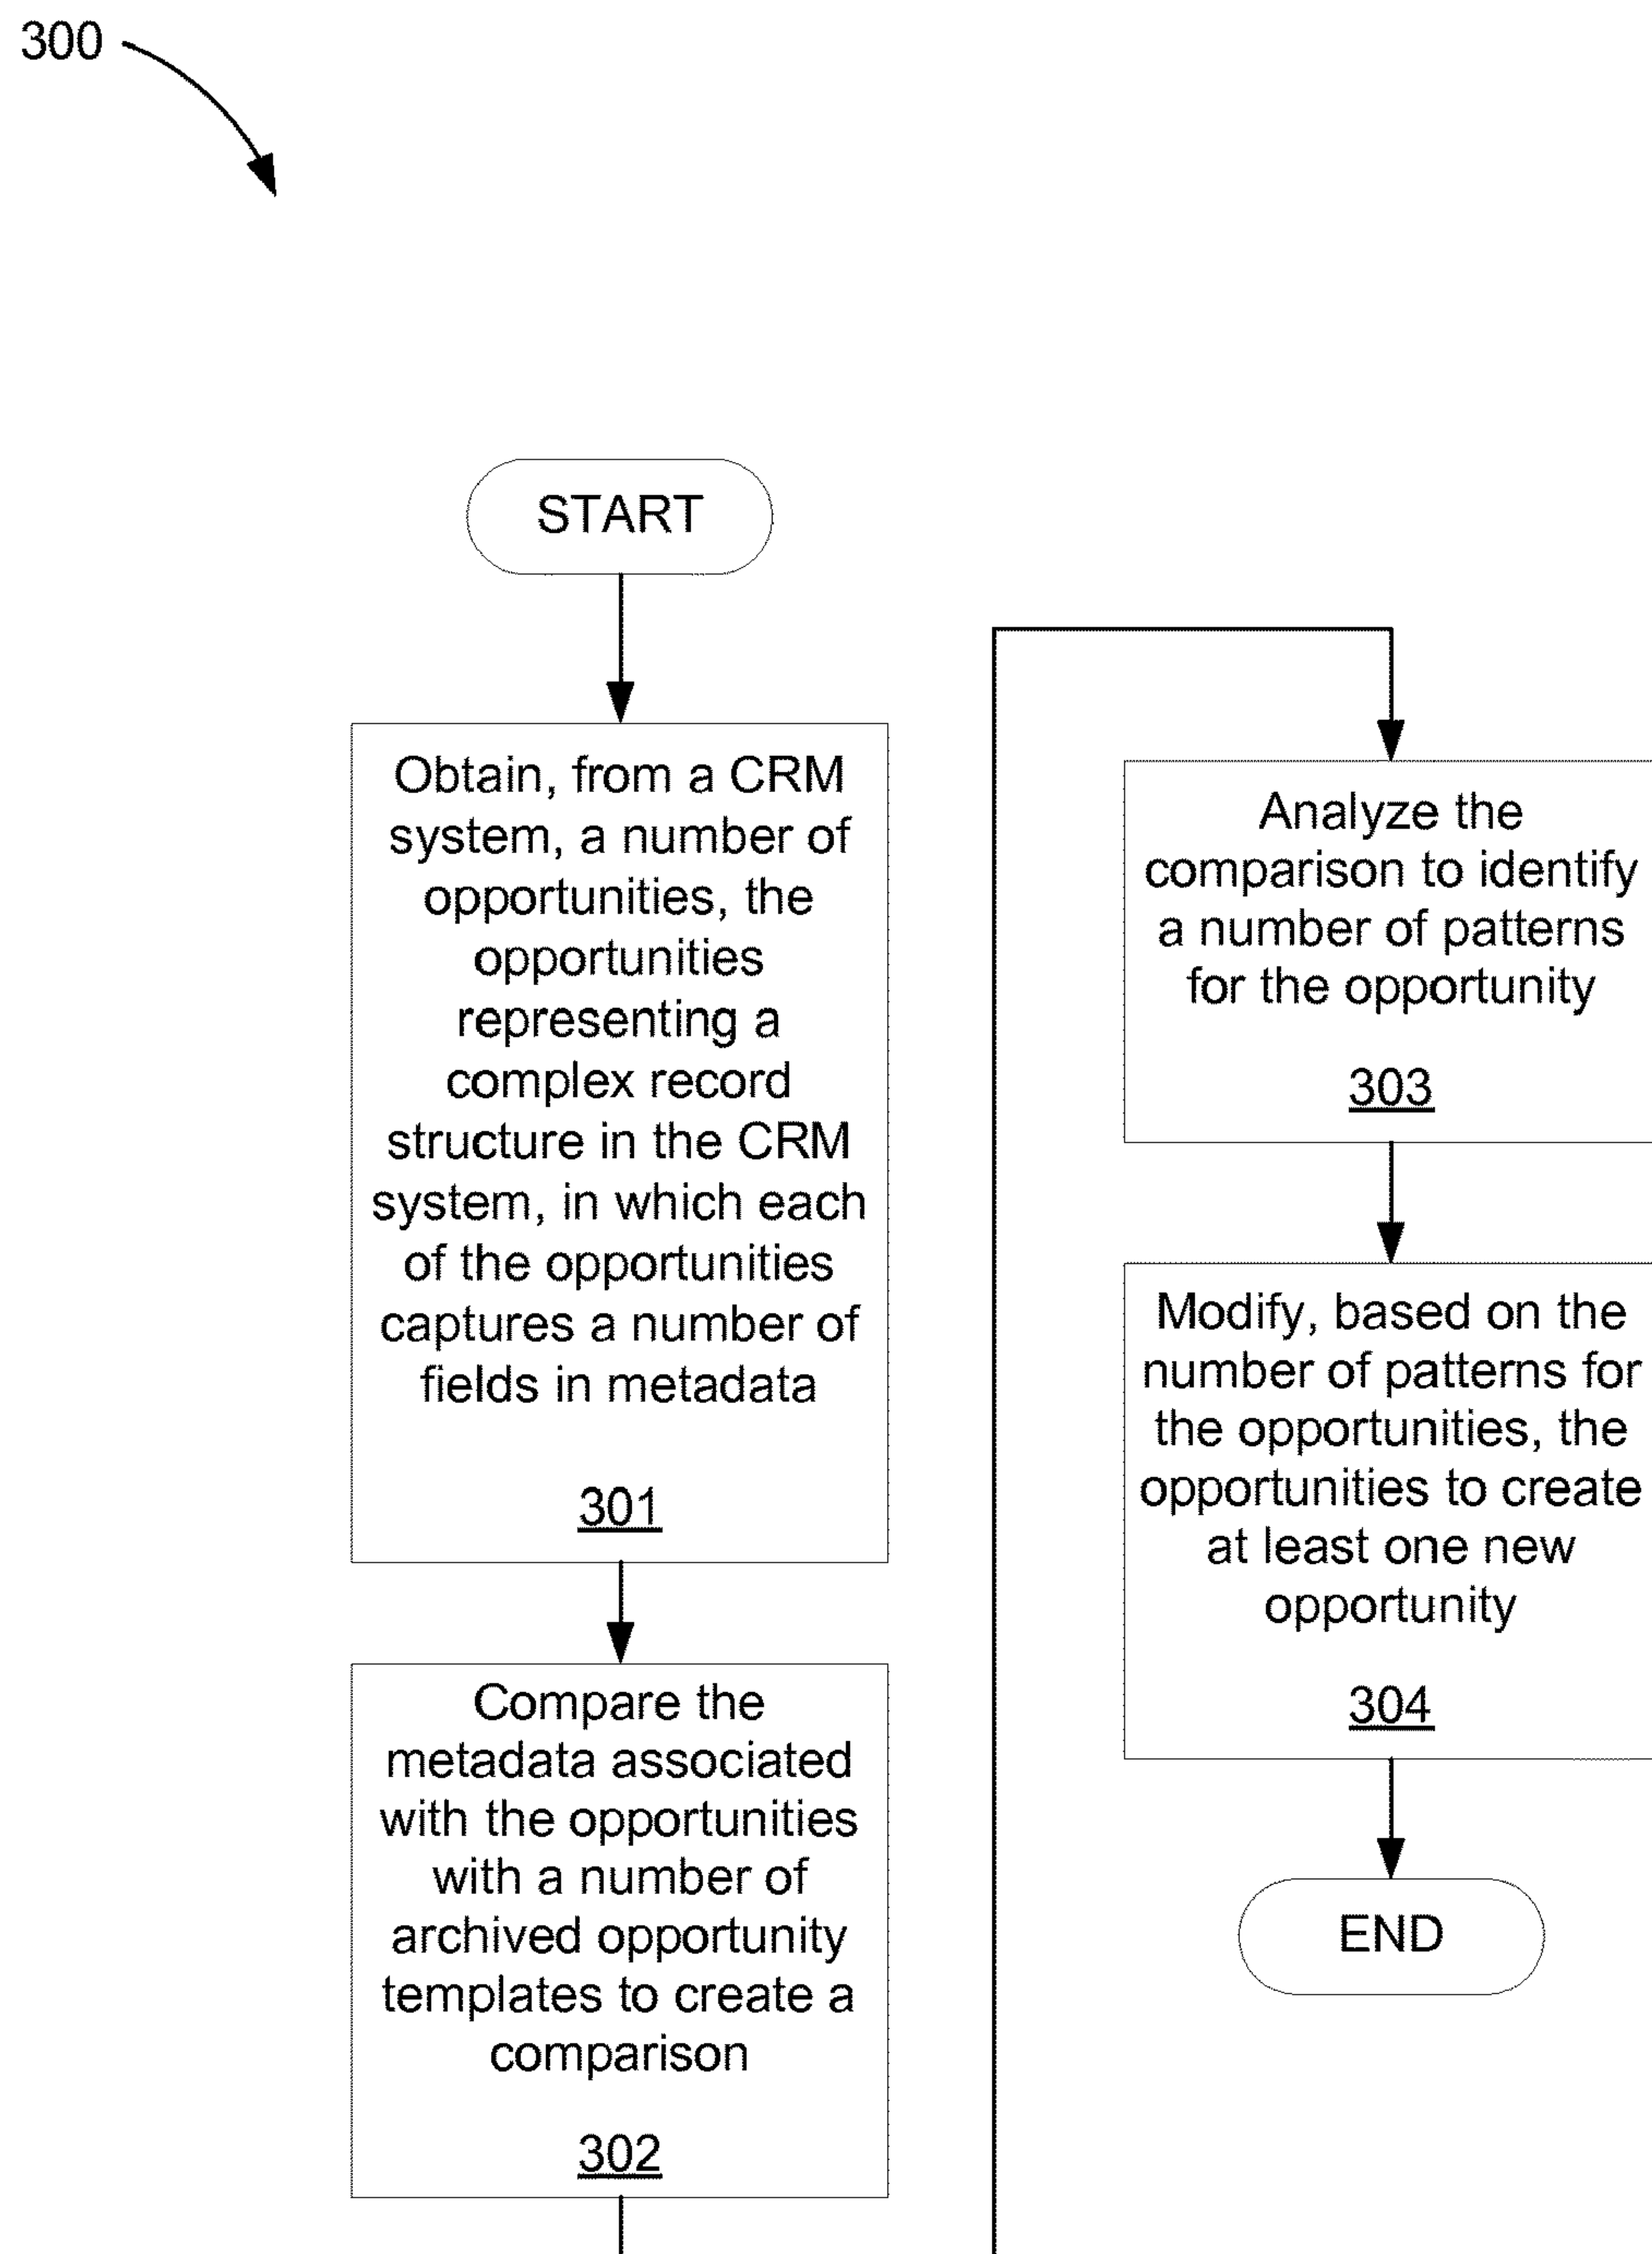 300
START
Obtain, from a CRM
system, a number of
opportunities, the
opportunities
representing a
complex record
structure in the CRM
system, in which each
of the opportunities
captures a number of
fields in metadata
301
Compare the
metadata associated
with the opportunities
with a number of
archived opportunity
templates to create a
comparison
302
Analyze the
comparison to identify
a number of patterns
for the opportunity
303
Modify, based on the
number of patterns for
the opportunities, the
opportunities to create
at least one new
opportunity
304
END